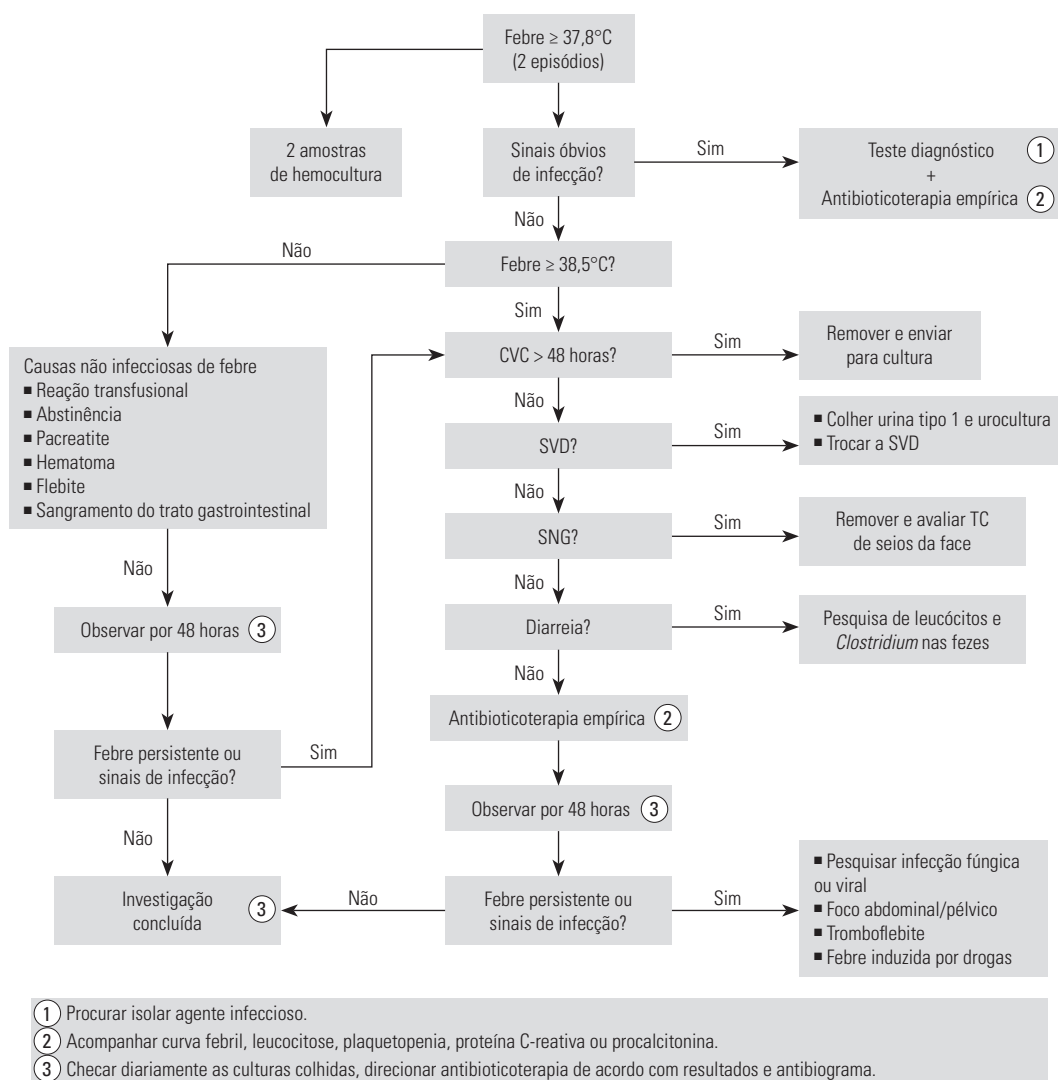 Febre ≥ 37,8°C
(2 episódios)
2 amostras
de hemocultura
Sinais óbvios
de infecção?
Sim
Teste diagnóstico 1
+
Antibioticoterapia empírica 2
Não
Não
Febre ≥ 38,5°C?
Sim
Causas não infecciosas de febre
■ Reação transfusional
■ Abstinência
■ Pacreatite
■ Hematoma
■ Flebite
■ Sangramento do trato gastrointestinal
CVC > 48 horas?
Sim
Remover e enviar
para cultura
Não
SVD?
Sim
■ Colher urina tipo 1 e urocultura
■ Trocar a SVD
Não
SNG?
Sim
Remover e avaliar TC
de seios da face
Não
Não
Observar por 48 horas 3
Diarreia?
Sim
Pesquisa de leucócitos e
Clostridium nas fezes
Não
Antibioticoterapia empírica 2
Febre persistente ou
sinais de infecção?
Sim
Observar por 48 horas 3
Não
Investigação
concluída 3
Não
Febre persistente ou
sinais de infecção?
Sim
■ Pesquisar infecção fúngica
ou viral
■ Foco abdominal/pélvico
■ Tromboflebite
■ Febre induzida por drogas
1 Procurar isolar agente infeccioso.
2 Acompanhar curva febril, leucocitose, plaquetopenia, proteína C-reativa ou procalcitonina.
3 Checar diariamente as culturas colhidas, direcionar antibioticoterapia de acordo com resultados e antibiograma.